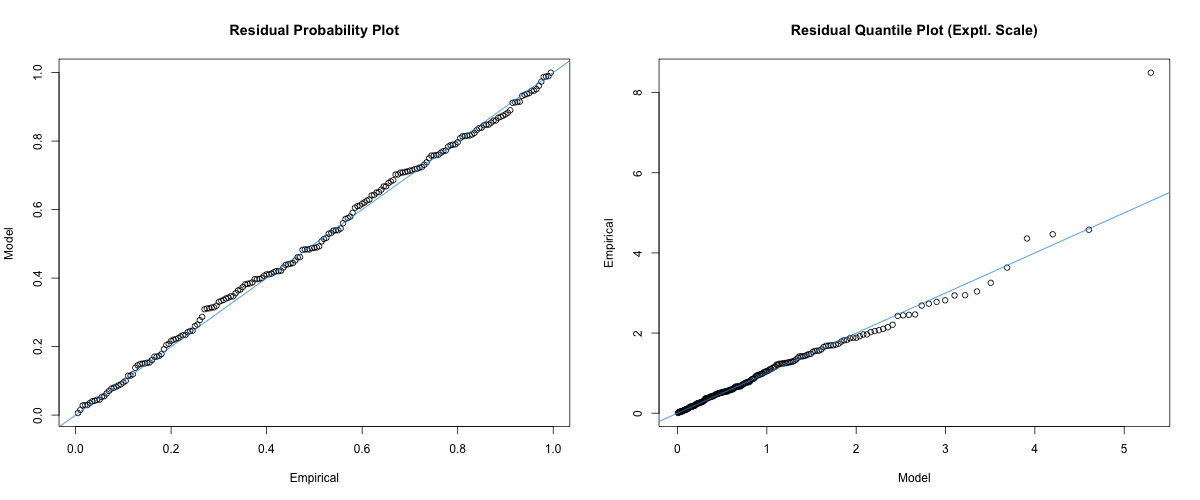 Residual Probability Plot
Model
0.0 0.2 0.4 0.6 0.8 1.0
0.0 0.2 0.4 0.6 0.8 1.0
Empirical
Residual Quantile Plot (Exptl. Scale)
Empirical
0 2 4 6 8
0 1 2 3 4 5
Model